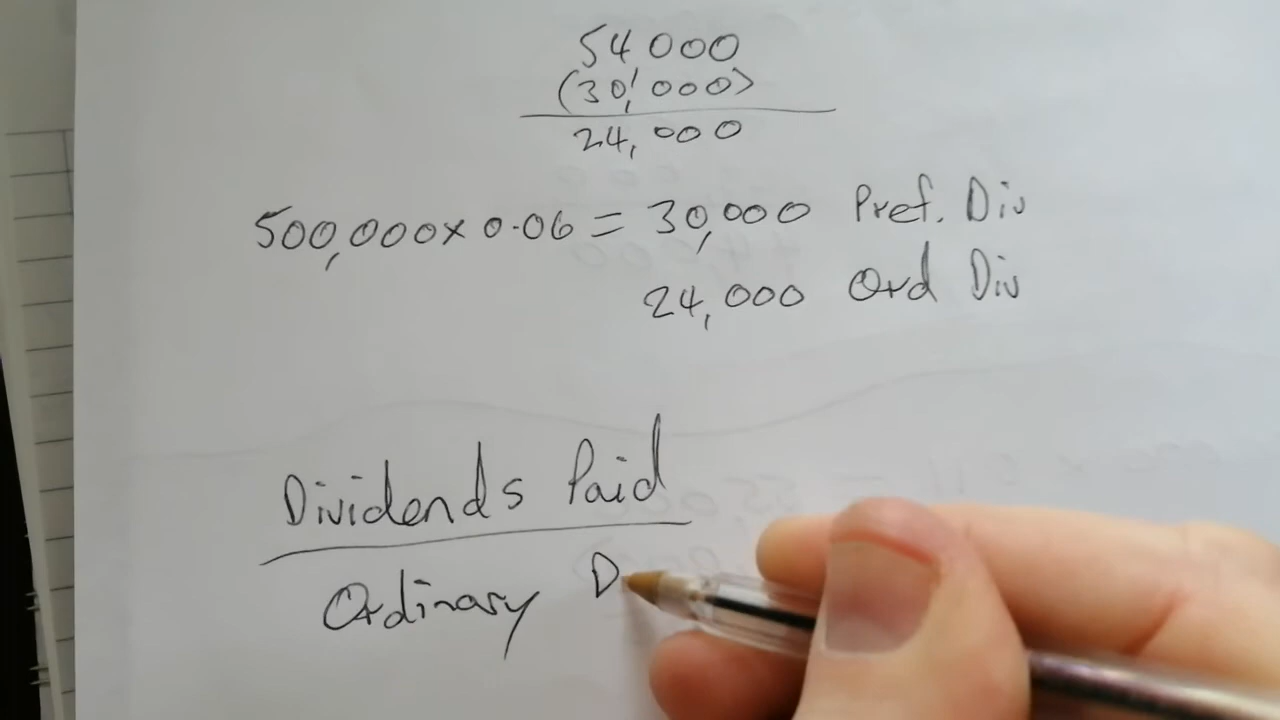 54000
(30,000)
24,000
500,000 x 0.06 = 30,000 Pref. Div
24,000 Ord Div
Dividends Paid
Ordinary D